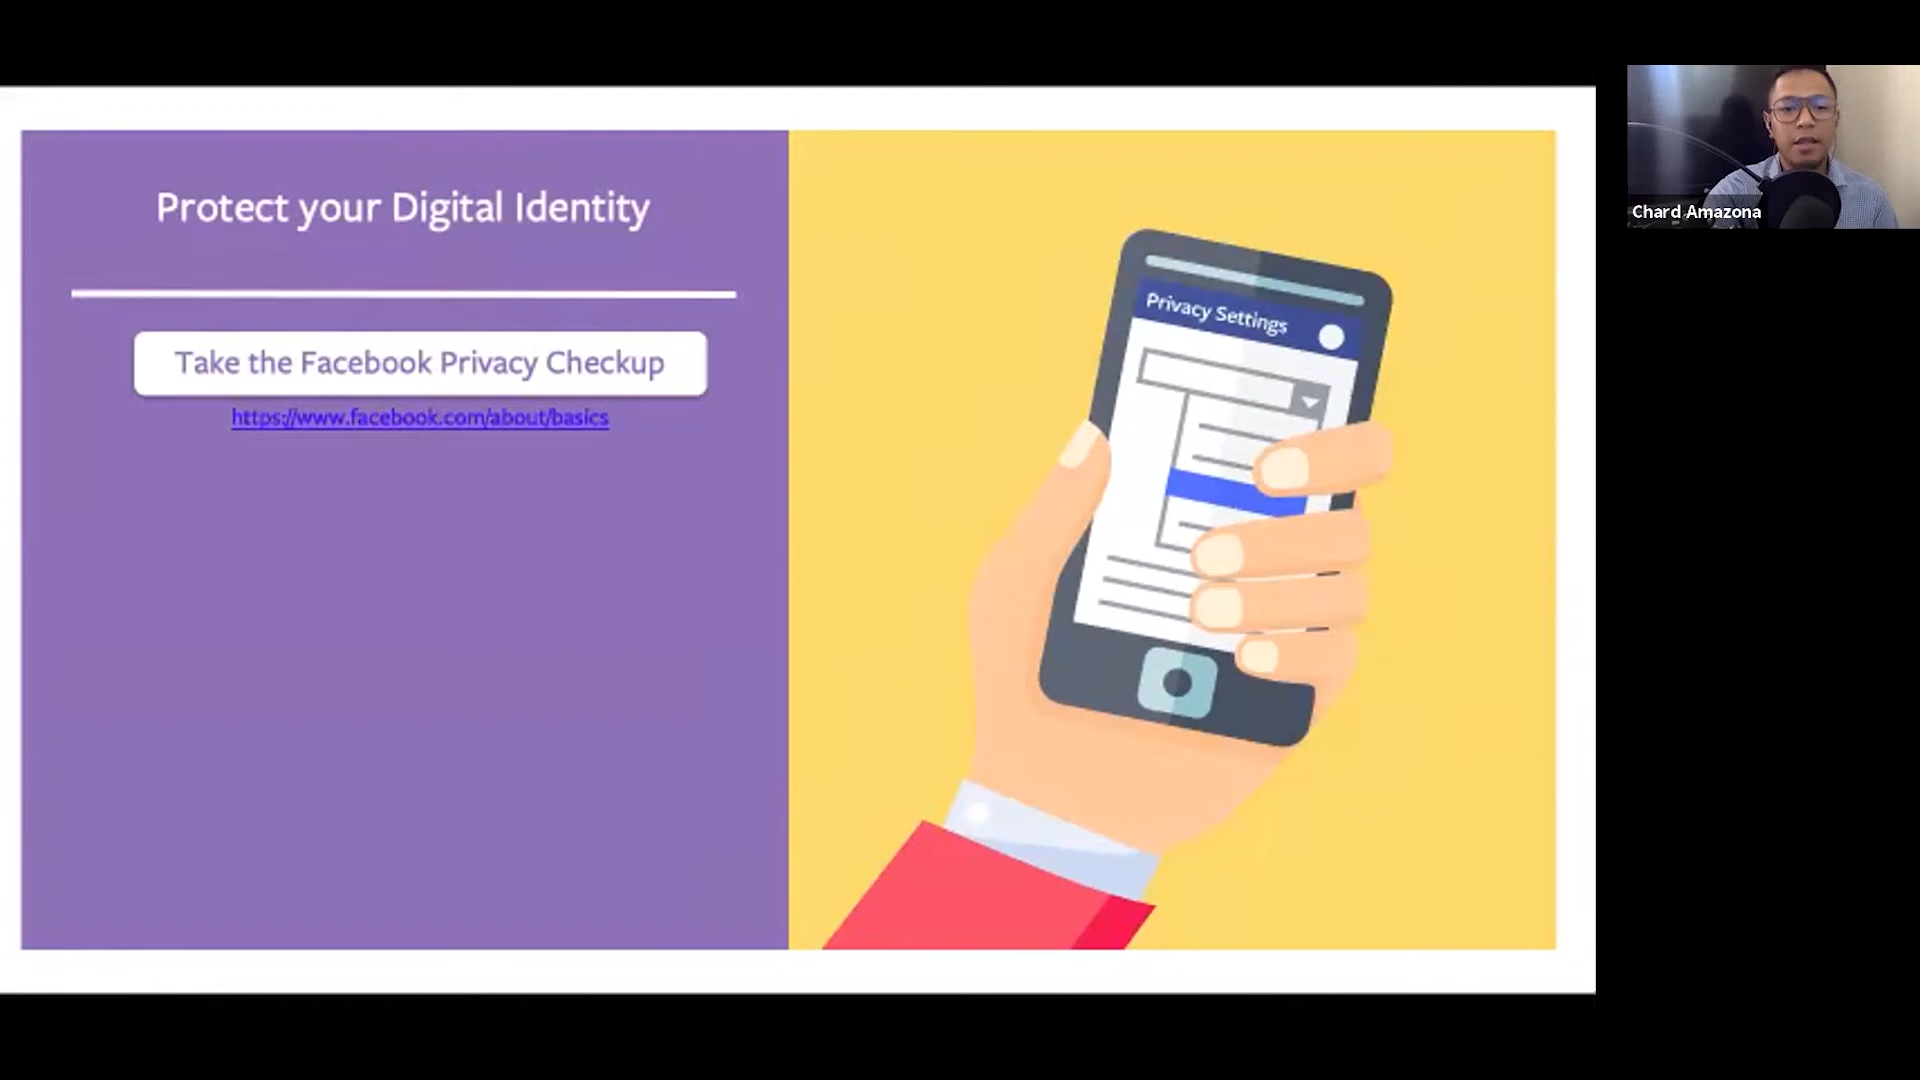 Protect your Digital Identity
Take the Facebook Privacy Checkup
https://www.facebook.com/about/basics
Privacy Settings
Chard Amazona